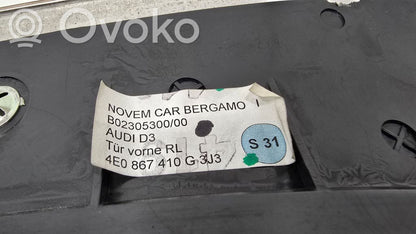 Ovoko
NOVEM CAR BERGAMO I
B02305300/00
AUDI D3
Tür vorne RL
4E0 867 410 G 3J3
S 31